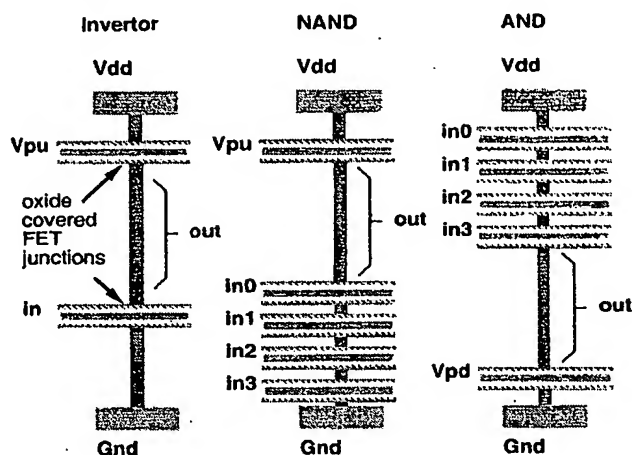 Invertor
Vdd
Vpu
oxide
covered
FET
junctions
out
in
Gnd
NAND
Vdd
Vpu
out
in0
in1
in2
in3
Gnd
AND
Vdd
in0
in1
in2
in3
out
Vpd
Gnd